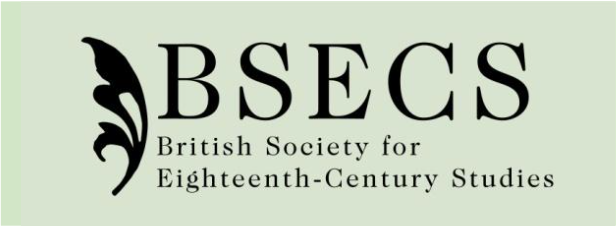 BSECS
British Society for
Eighteenth-Century Studies